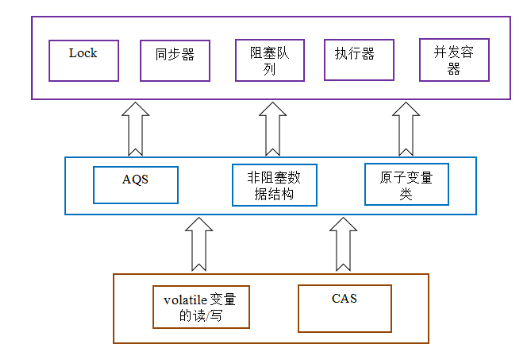 Lock
同步器
阻塞队
列
执行器
并发容
器
AQS
非阻塞数
据结构
原子变量
类
volatile 变量
的读/写
CAS